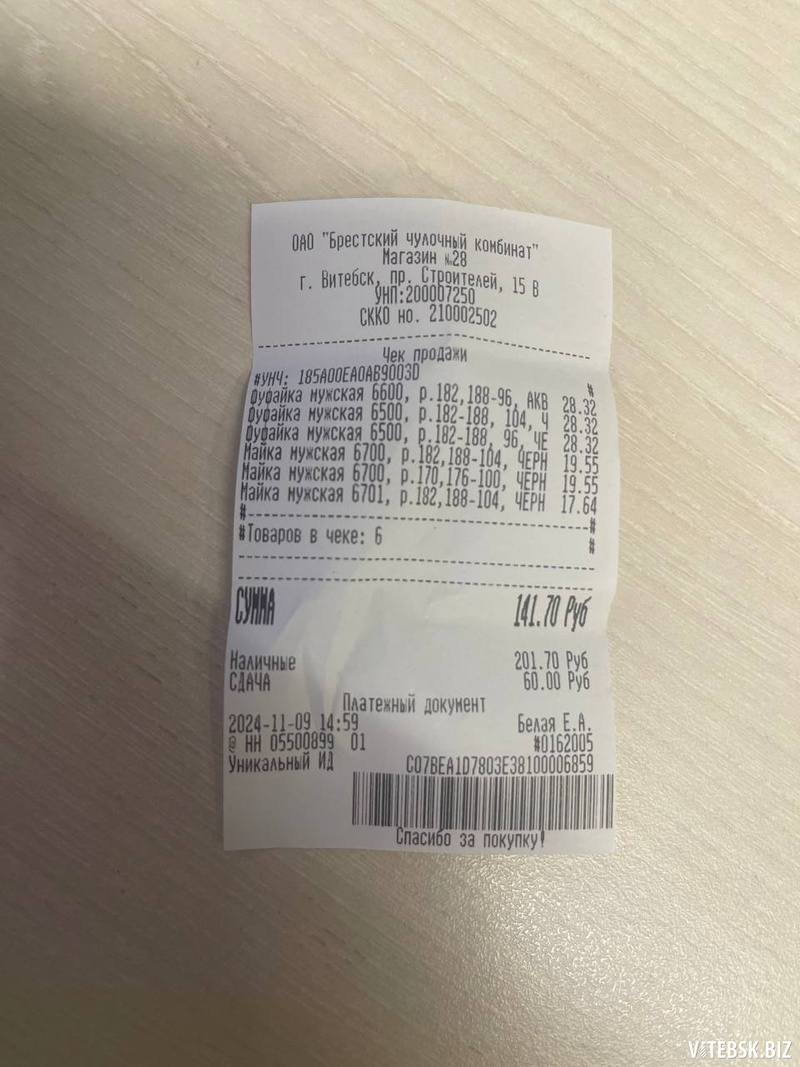 ОАО "Брестский чулочный комбинат"
Магазин №28
г. Витебск, пр. Строителей, 15 В
УНП:200007250
СККО но. 210002502
Чек продажи
#УНЧ: 185A00EA0AB9003D #
Фуфайка мужская 6600, р.182,188-96, АКВ 28.32
Фуфайка мужская 6500, р.182-188, 104, Ч 28.32
Фуфайка мужская 6500, р.182-188, 96, ЧЕ 28.32
Майка мужская 6700, р.182,188-104, ЧЕРН 19.55
Майка мужская 6700, р.170,176-100, ЧЕРН 19.55
Майка мужская 6701, р.182,188-104, ЧЕРН 17.64
# #
#Товаров в чеке: 6 #
СУММА 141.70 Руб
Наличные 201.70 Руб
СДАЧА 60.00 Руб
Платежный документ
2024-11-09 14:59 Белая Е.А.
@ НН 05500899 01 #0162005
Уникальный ИД C07BEA1D7803E38100006859
Спасибо за покупку!
VITEBSK.BIZ